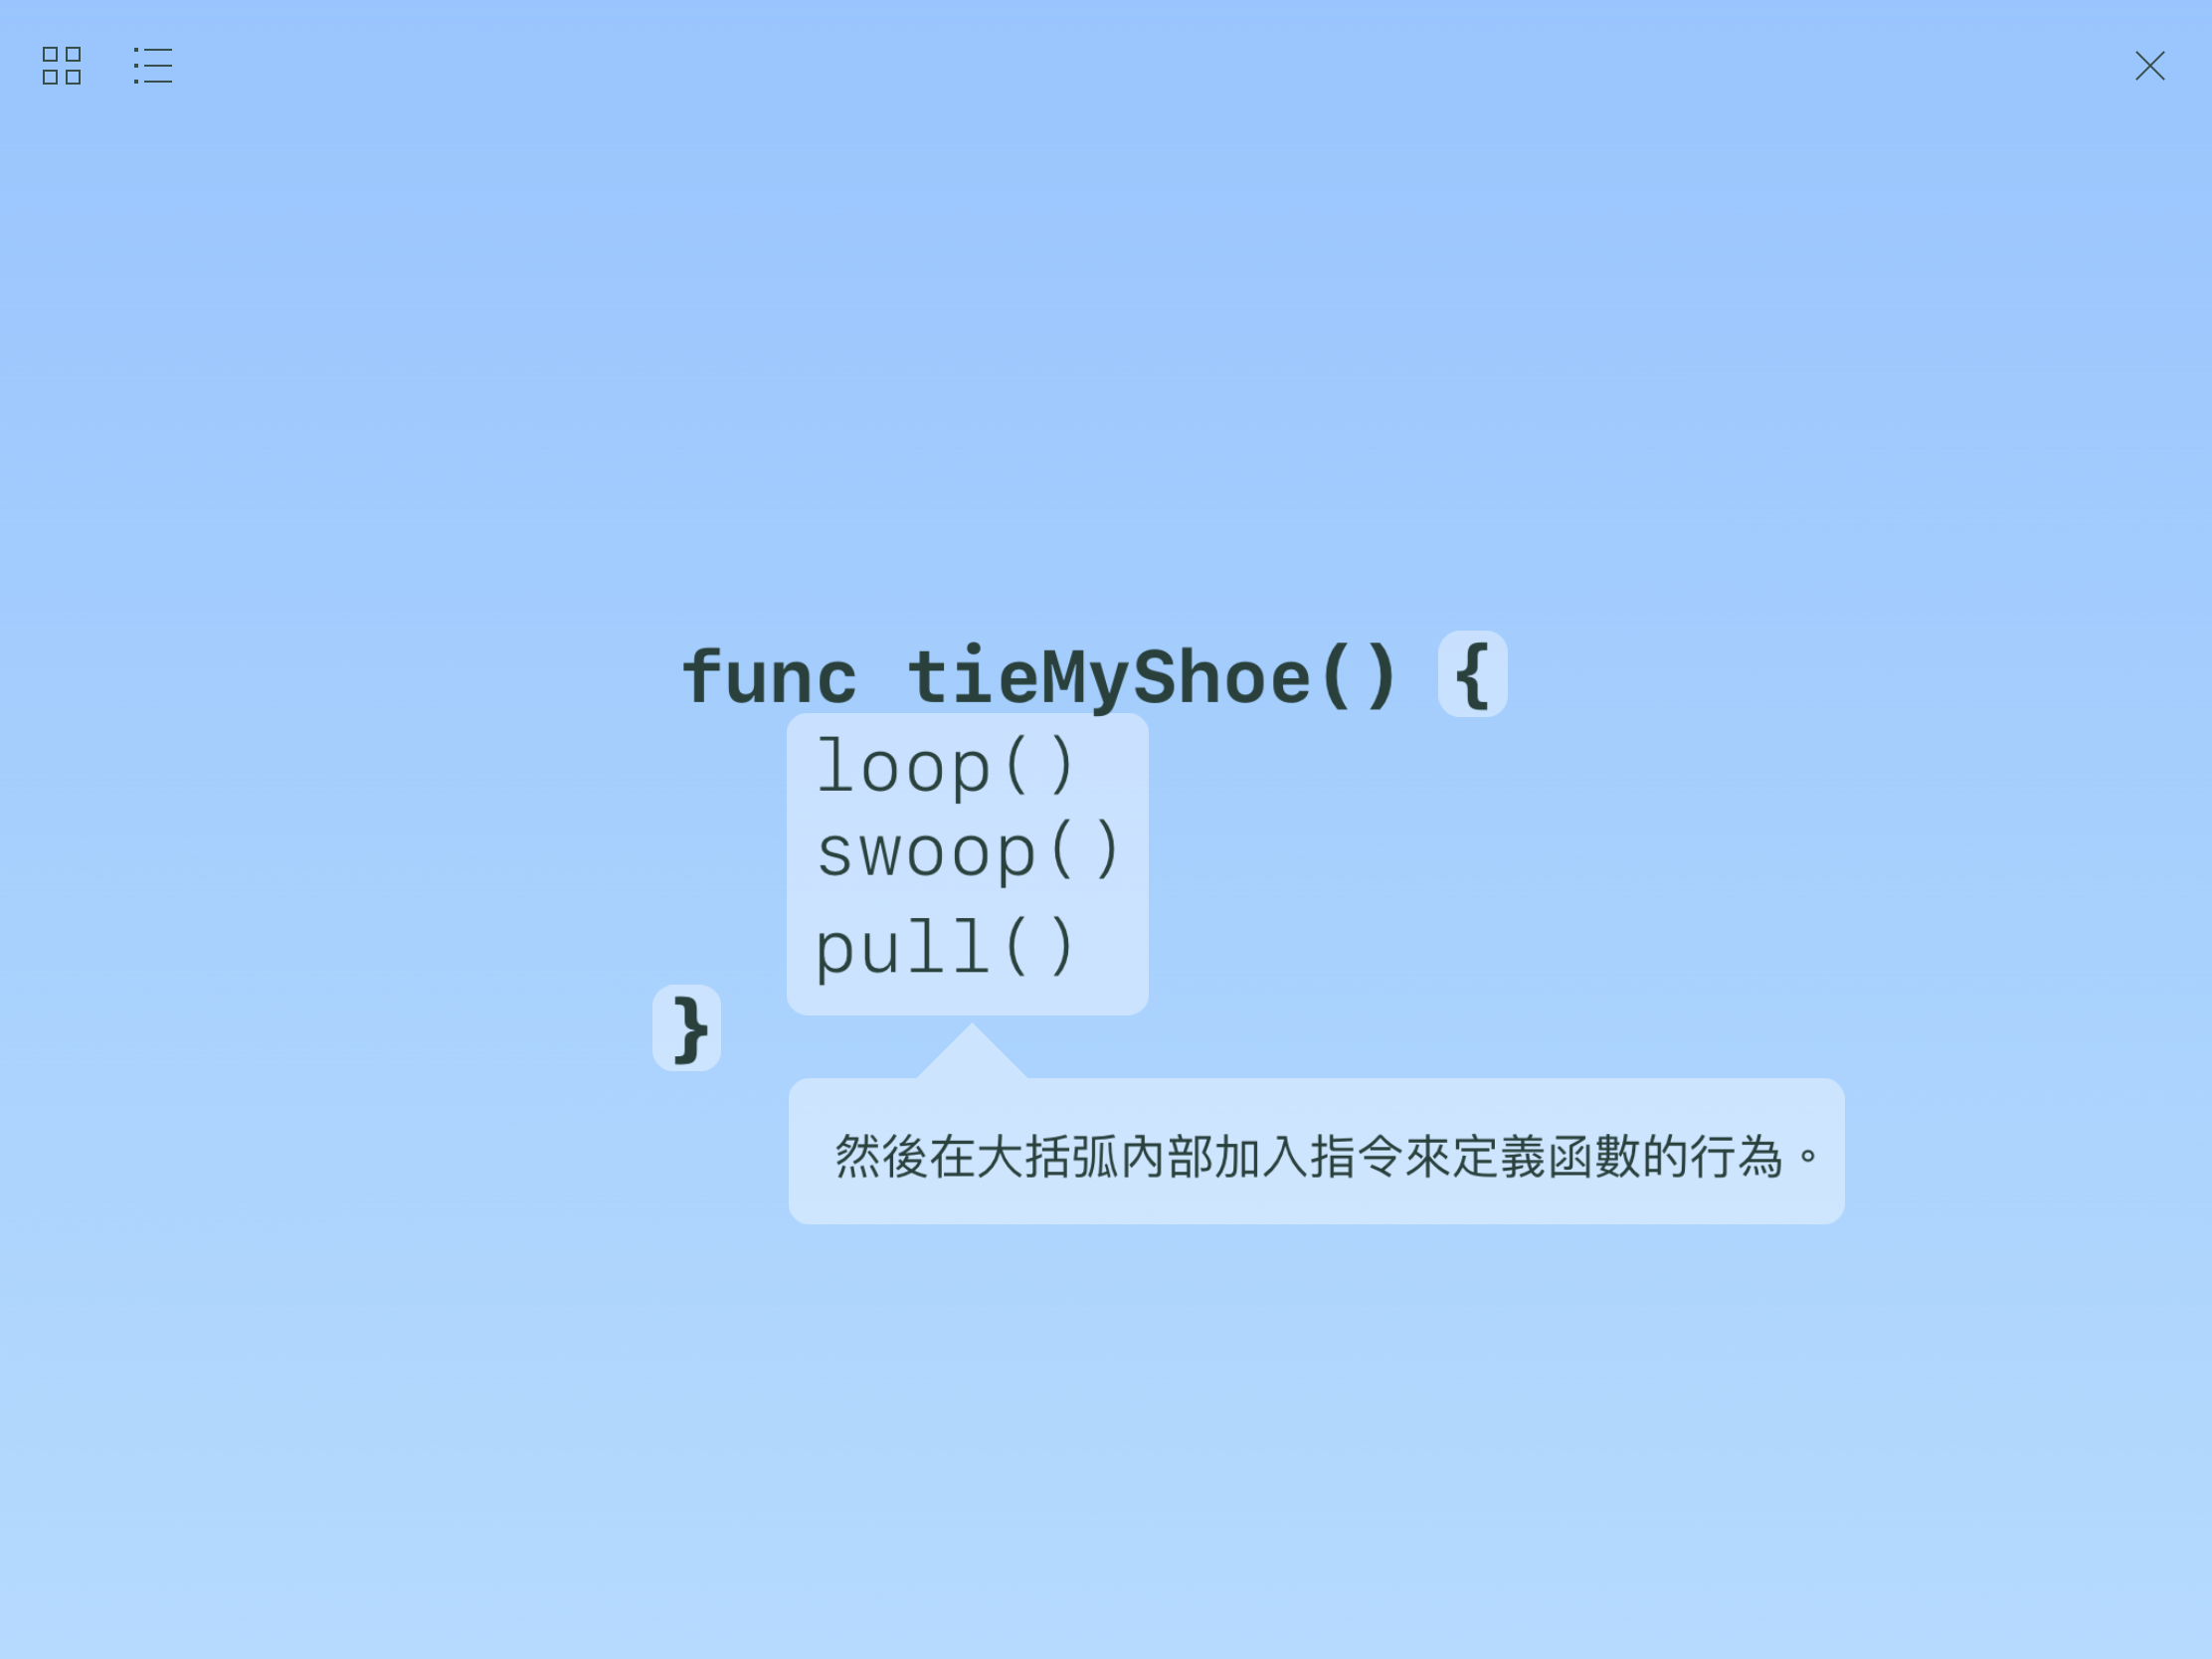 func tieMyShoe() {
loop()
swoop()
pull()
}
然後在大括弧內部加入指令來定義函數的行為。